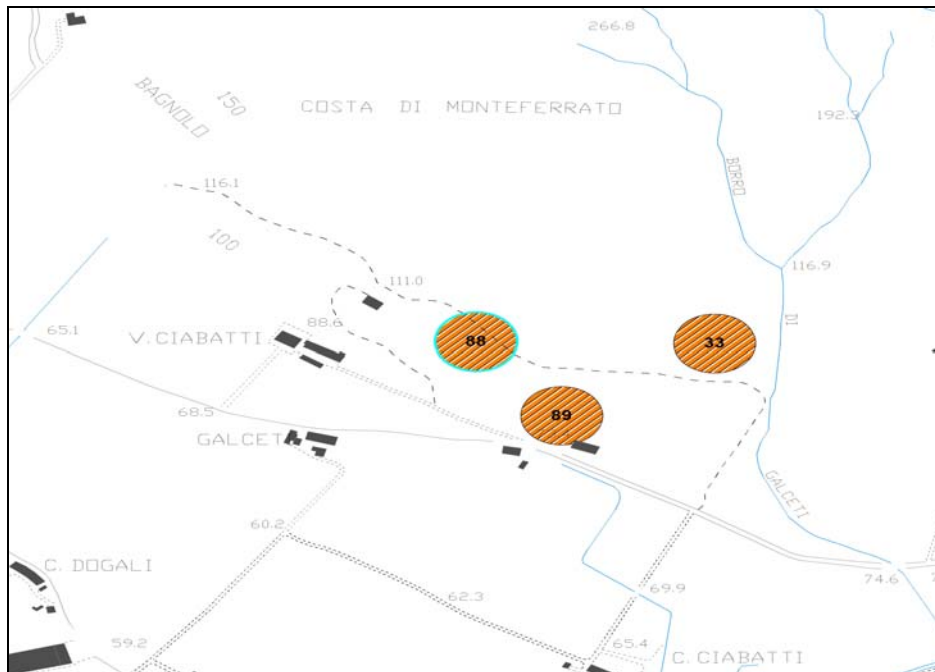 266.8
BAGNOLO
150
COSTA DI MONTEFERRATO
192.3
BORRO
116.1
100
116.9
111.0
DI
88.6
65.1
V. CIABATTI
88
33
68.5
89
GALCETI
GALCETI
60.2
C. DOGALI
74.6
7
62.3
69.9
59.2
65.4
C. CIABATTI